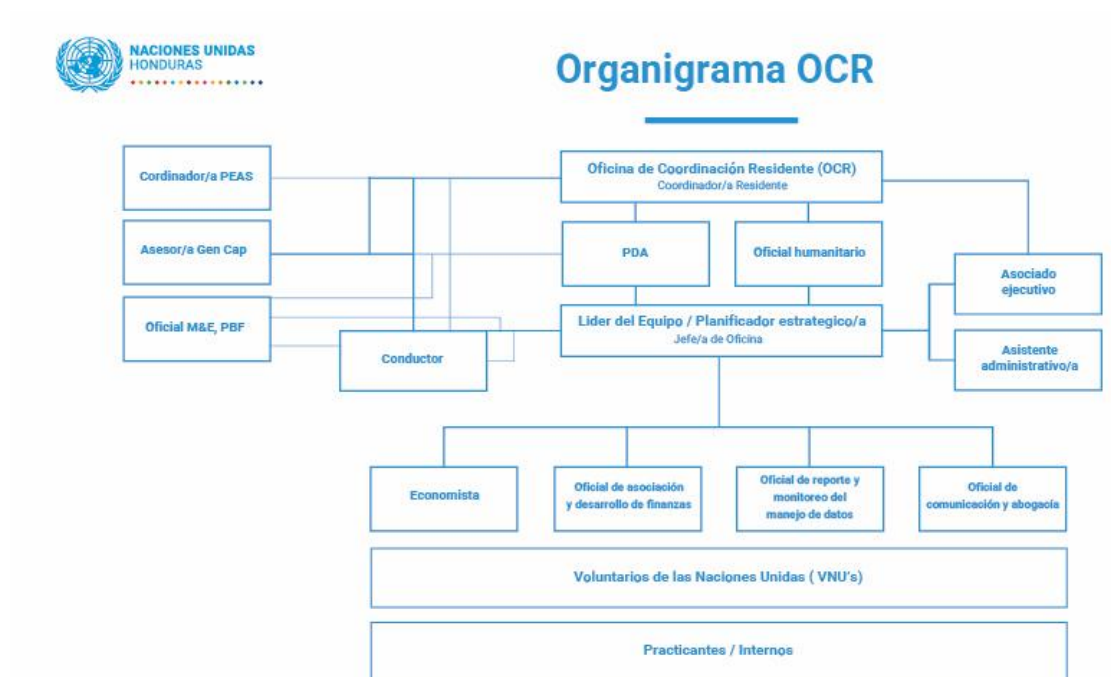 NACIONES UNIDAS
HONDURAS
Organigrama OCR
Cordinador/a PEAS
Oficina de Coordinación Residente (OCR)
Coordinador/a Residente
Asesor/a Gen Cap
PDA
Oficial humanitario
Asociado
ejecutivo
Oficial M&E, PBF
Lider del Equipo / Planificador estrategico/a
Jefe/a de Oficina
Conductor
Asistente
administrativo/a
Economista
Oficial de asociación
y desarrollo de finanzas
Oficial de reporte y
monitoreo del
manejo de datos
Oficial de
comunicación y abogacía
Voluntarios de las Naciones Unidas ( VNU's)
Practicantes / Internos